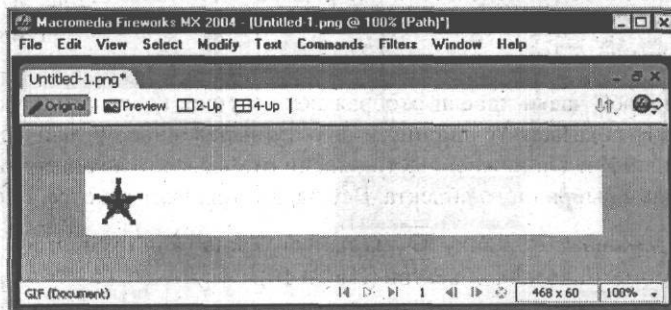 Macromedia Fireworks MX 2004 - [Untitled-1.png @ 100% (Path)*]
File Edit View Select Modify Text Commands Filters Window Help
Untitled-1.png*
Original Preview 2-Up 4-Up
GIF (Document) 1 468 x 60 100%